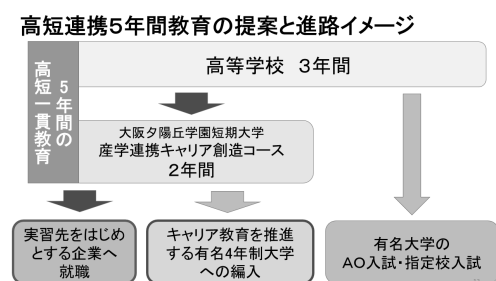 高短連携5年間教育の提案と進路イメージ
5年間の
高短一貫教育
高等学校 3年間
大阪夕陽丘学園短期大学
産学連携キャリア創造コース
2年間
実習先をはじめ
とする企業へ
就職
キャリア教育を推進
する有名4年制大学
への編入
有名大学の
AO入試・指定校入試